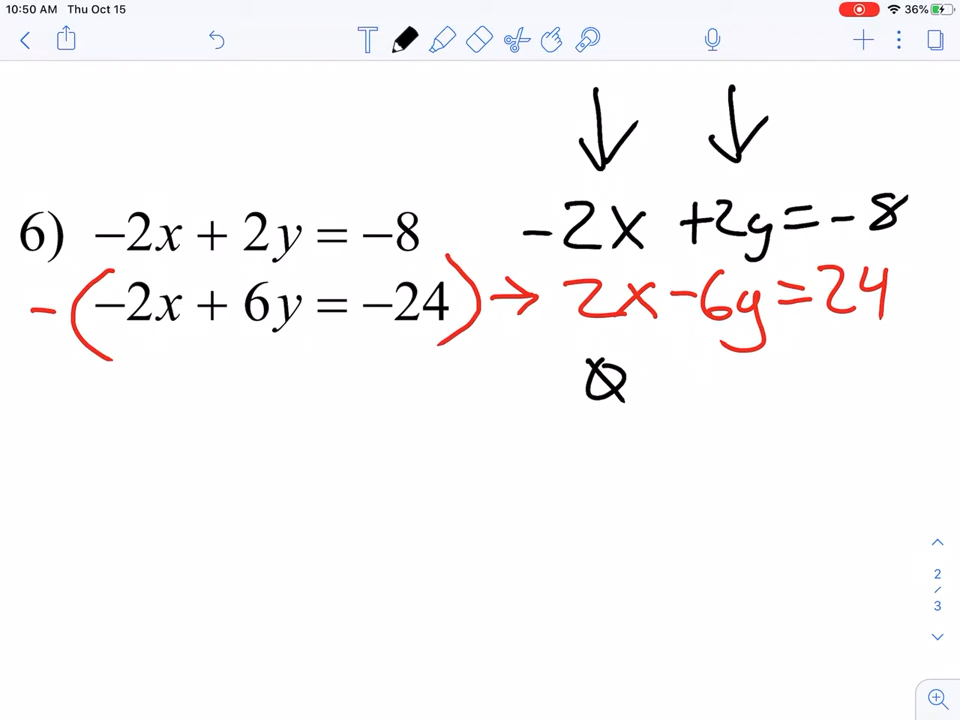 10:50 AM Thu Oct 15
36%
T
-2x +2y=-8
6) −2x + 2y = −8
-(−2x + 6y = −24) → 2x-6y=24
0
2
/
3